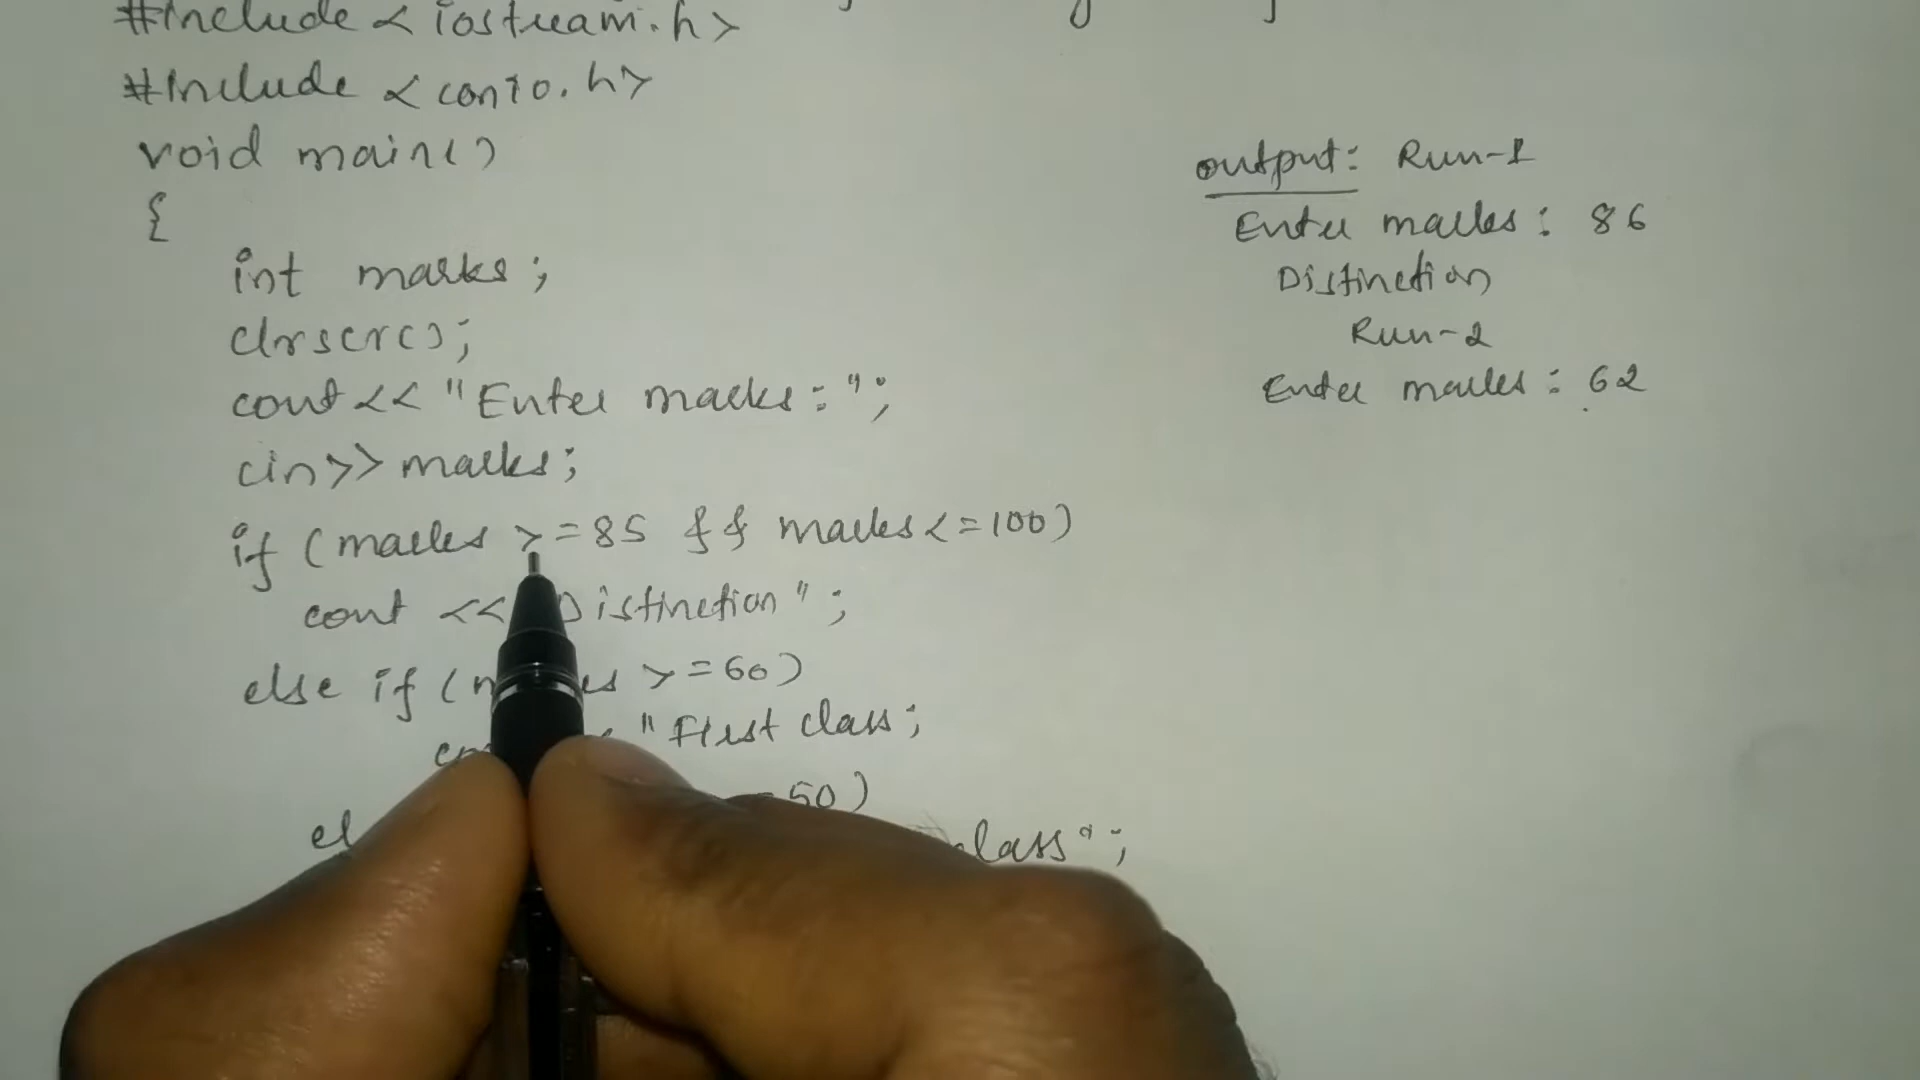 #Include < iostream.h>
#Include < conio.h>
void main()
{
int marks;
clrscr();
cout<< "Enter marks:";
cin>> marks;
if (marks >=85 && marks<=100)
cout << Distinction";
else if ( >=60)
"First class;
50)
class";
output: Run-1
Enter marks: 86
Distinction
Run-2
Enter marks: 62